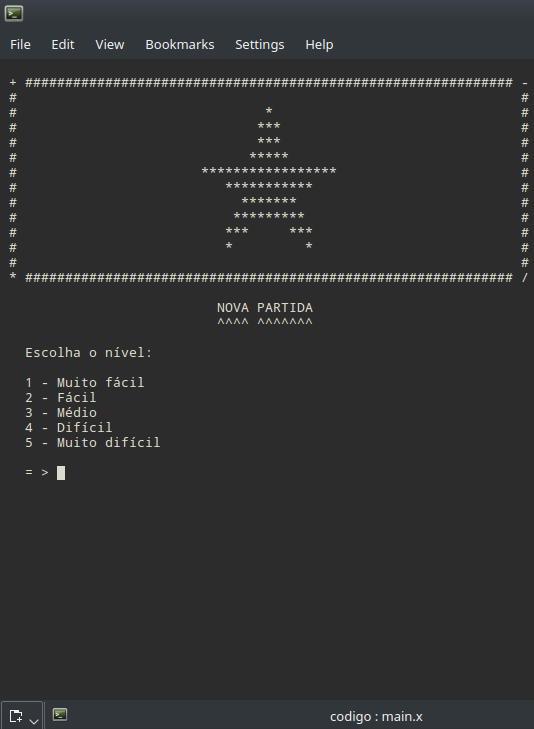 File Edit View Bookmarks Settings Help
+ ############################################################# -
# #
# * #
# *** #
# *** #
# ***** #
# ***************** #
# *********** #
# ******* #
# ********* #
# *** *** #
# * * #
# #
* ############################################################# /
NOVA PARTIDA
^^^^ ^^^^^^^
Escolha o nível:
1 - Muito fácil
2 - Fácil
3 - Médio
4 - Difícil
5 - Muito difícil
= >
codigo : main.x